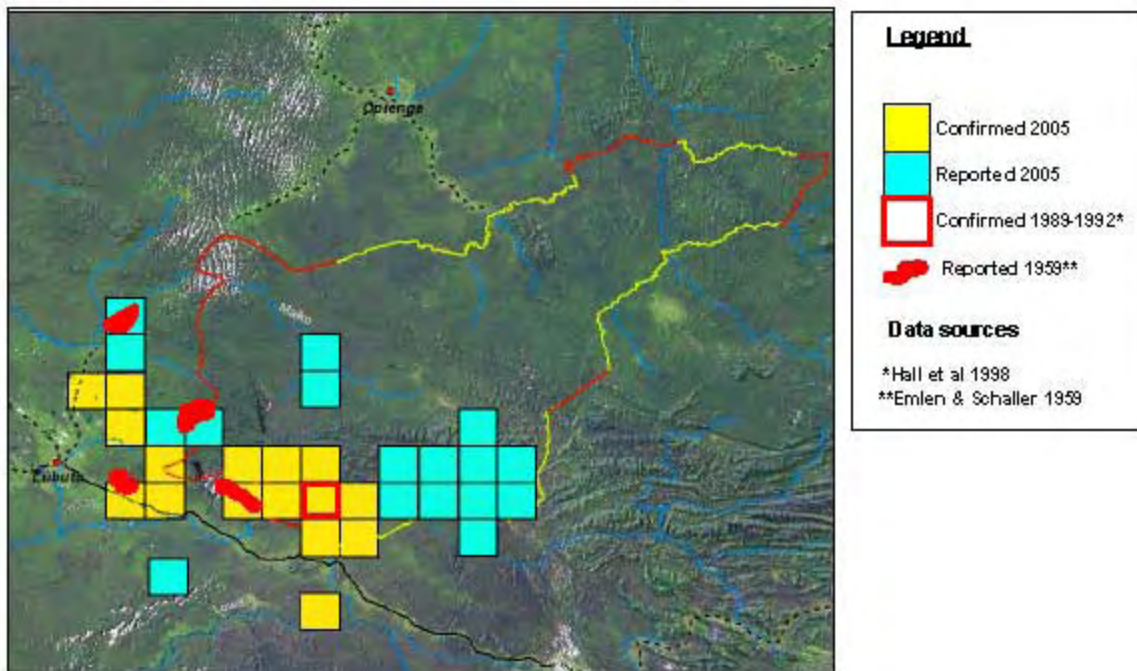 Opienge
Maiko
Lubutu
Legend
Confirmed 2005
Reported 2005
Confirmed 1989-1992*
Reported 1959**
Data sources
*Hall et al 1998
**Emlen & Schaller 1959